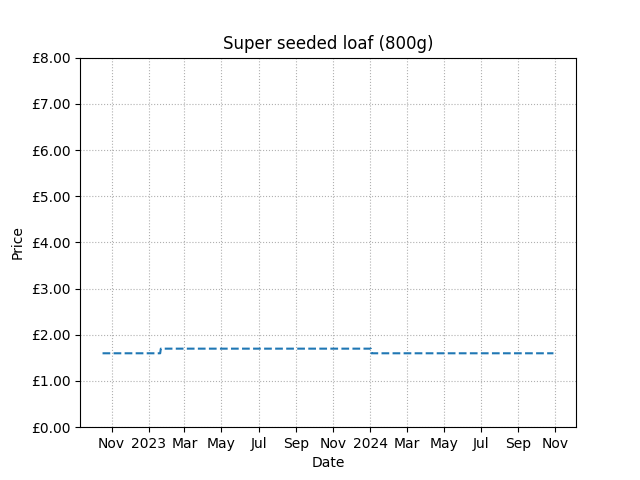 Super seeded loaf (800g)
£8.00
£7.00
£6.00
£5.00
£4.00
£3.00
£2.00
£1.00
£0.00
Price
Nov 2023 Mar May Jul Sep Nov 2024 Mar May Jul Sep Nov
Date